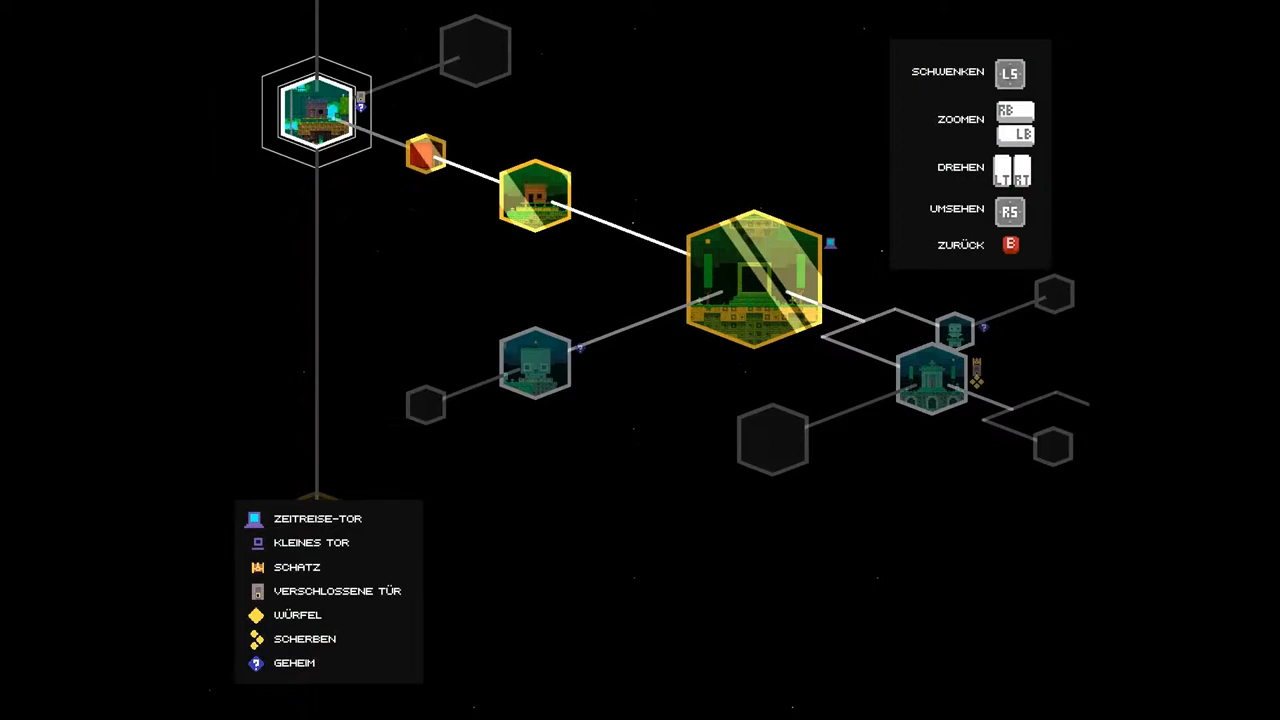 SCHWENKEN LS
ZOOMEN RB
LB
DREHEN LT RT
UMSEHEN RS
ZURÜCK B
?
?
?
ZEITREISE-TOR
KLEINES TOR
SCHATZ
VERSCHLOSSENE TÜR
WÜRFEL
SCHERBEN
? GEHEIM